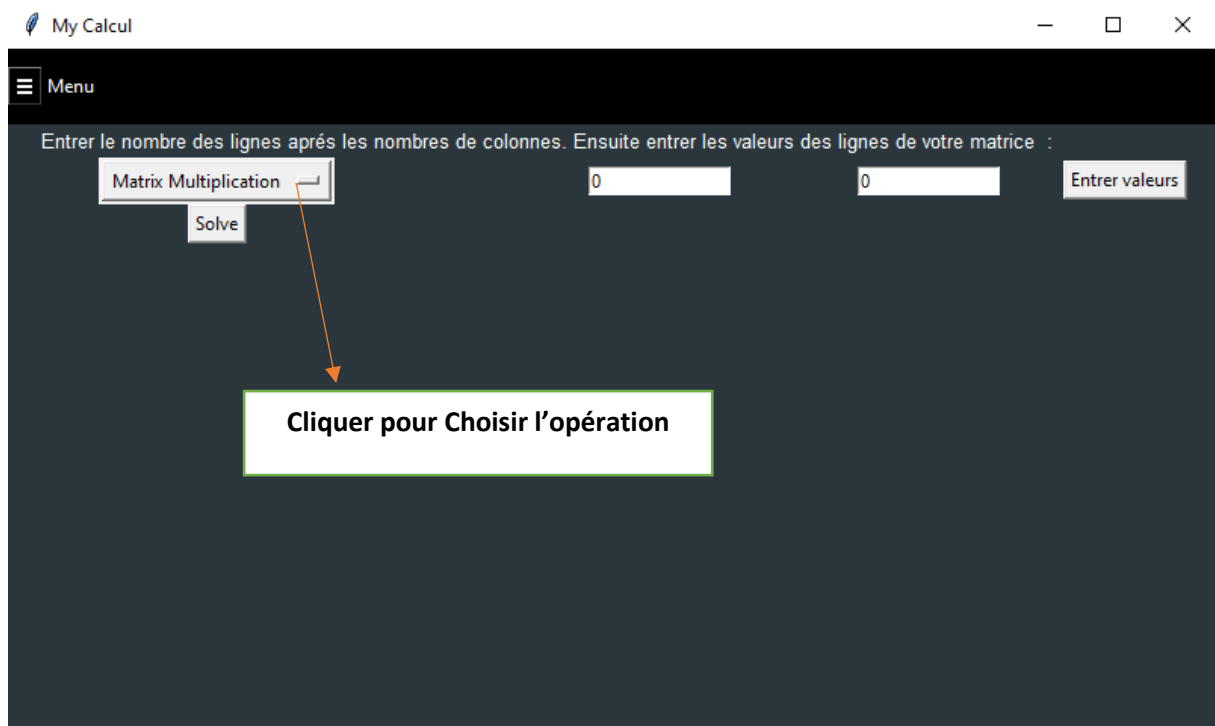 My Calcul
Menu
Entrer le nombre des lignes aprés les nombres de colonnes. Ensuite entrer les valeurs des lignes de votre matrice :
Matrix Multiplication 0 0 Entrer valeurs
Solve
Cliquer pour Choisir l’opération